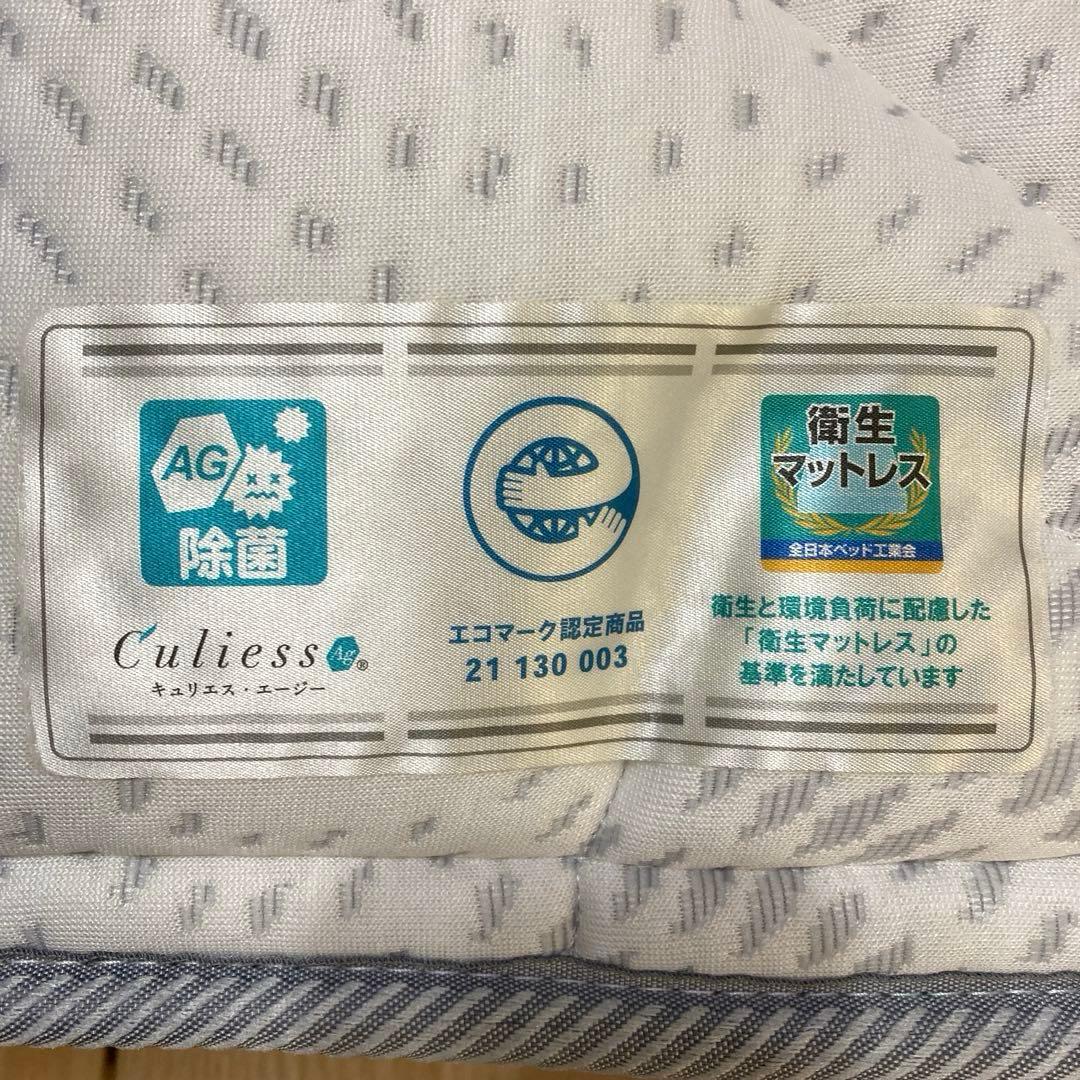 AG
除菌
Culiess Ag®
キュリエス・エージー
エコマーク認定商品
21 130 003
衛生
マットレス
全日本ベッド工業会
衛生と環境負荷に配慮した
「衛生マットレス」の
基準を満たしています